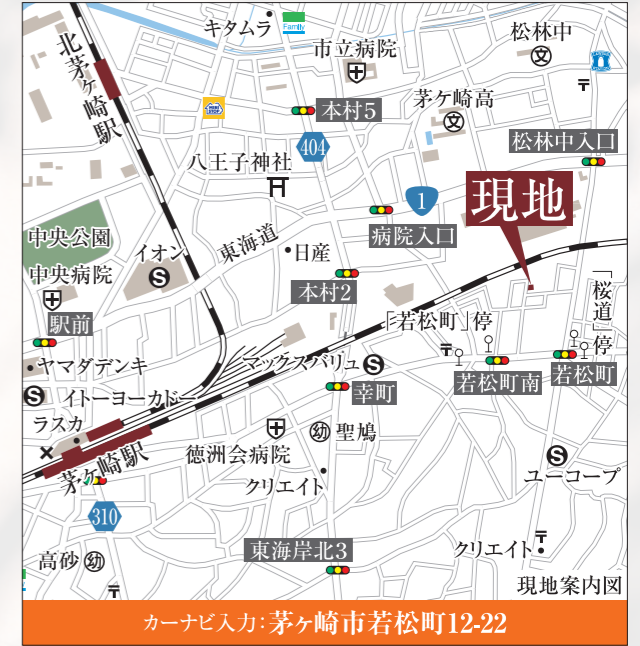 キタムラ
Family
市立病院
松林中
文
〒
北茅ヶ崎駅
MINI STOP
本村5
茅ヶ崎高
文
404
松林中入口
八王子神社
1
現地
病院入口
中央公園
東海道
イオン
S
日産
中央病院
本村2
「桜道」停
駅前
「若松町」停
ヤマダデンキ
マックスバリュ
S
〒
若松町南
若松町
S
イトーヨーカドー
幸町
ラスカ
幼 聖鳩
徳洲会病院
S
茅ケ崎駅
クリエイト
ユーコープ
310
東海岸北3
クリエイト
〒
高砂 幼
〒
現地案内図
カーナビ入力：茅ヶ崎市若松町12-22